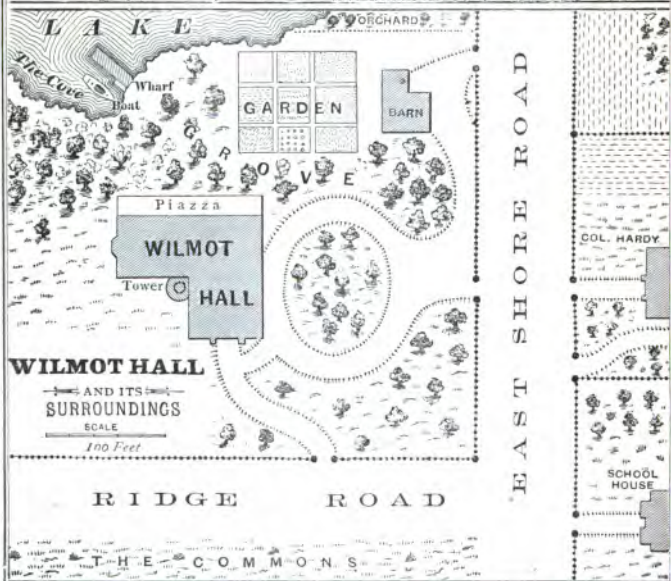 LAKE
ORCHARD
The Cove
Wharf
Boat
GARDEN
BARN
GROVE
Piazza
WILMOT
HALL
Tower
EAST SHORE ROAD
COL. HARDY
WILMOT HALL
AND ITS
SURROUNDINGS
SCALE
100 Feet
SCHOOL
HOUSE
RIDGE ROAD
THE COMMONS